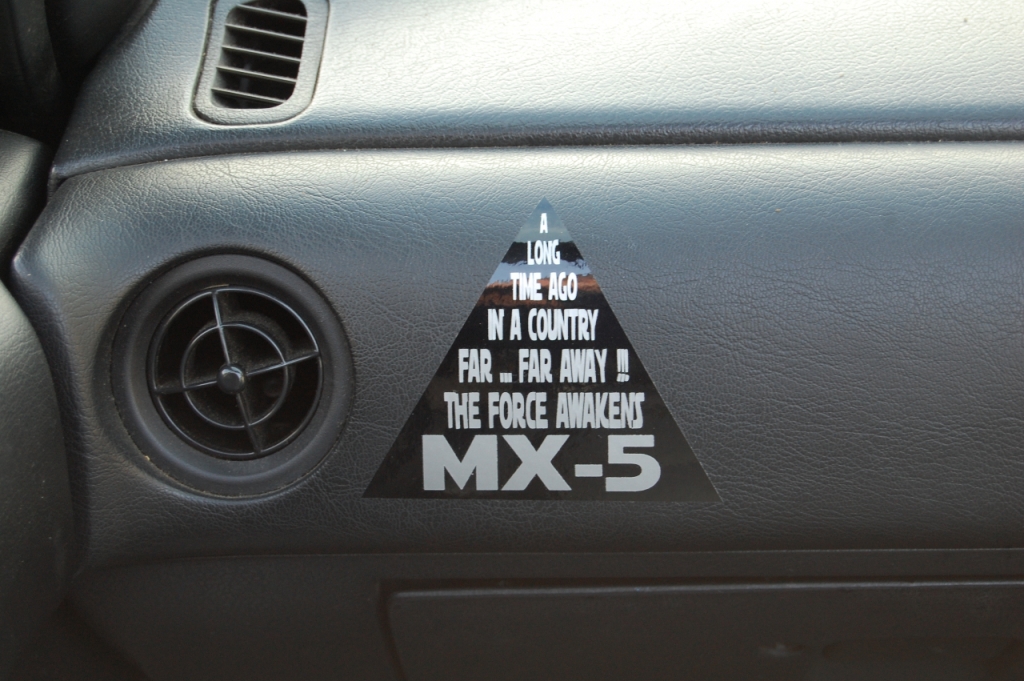 A
LONG
TIME AGO
IN A COUNTRY
FAR ... FAR AWAY !!!
THE FORCE AWAKENS
MX-5